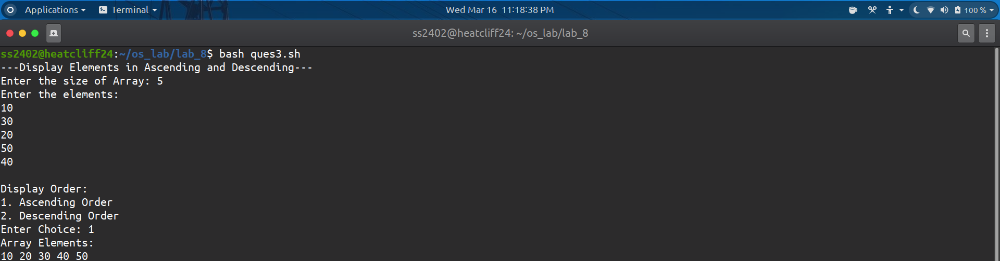 Applications Terminal Wed Mar 16 11:18:38 PM 100 %
ss2402@heatcliff24: ~/os_lab/lab_8
ss2402@heatcliff24:~/os_lab/lab_8$ bash ques3.sh
---Display Elements in Ascending and Descending---
Enter the size of Array: 5
Enter the elements:
10
30
20
50
40
Display Order:
1. Ascending Order
2. Descending Order
Enter Choice: 1
Array Elements:
10 20 30 40 50